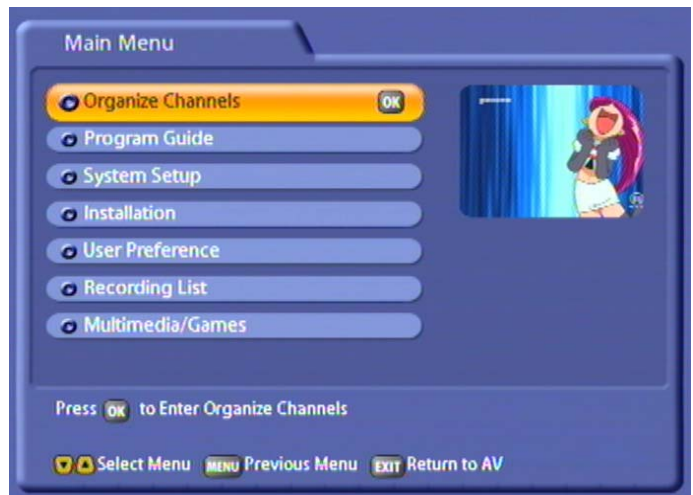 Main Menu
Organize Channels OK
Program Guide
System Setup
Installation
User Preference
Recording List
Multimedia/Games
Press OK to Enter Organize Channels
Select Menu MENU Previous Menu EXIT Return to AV